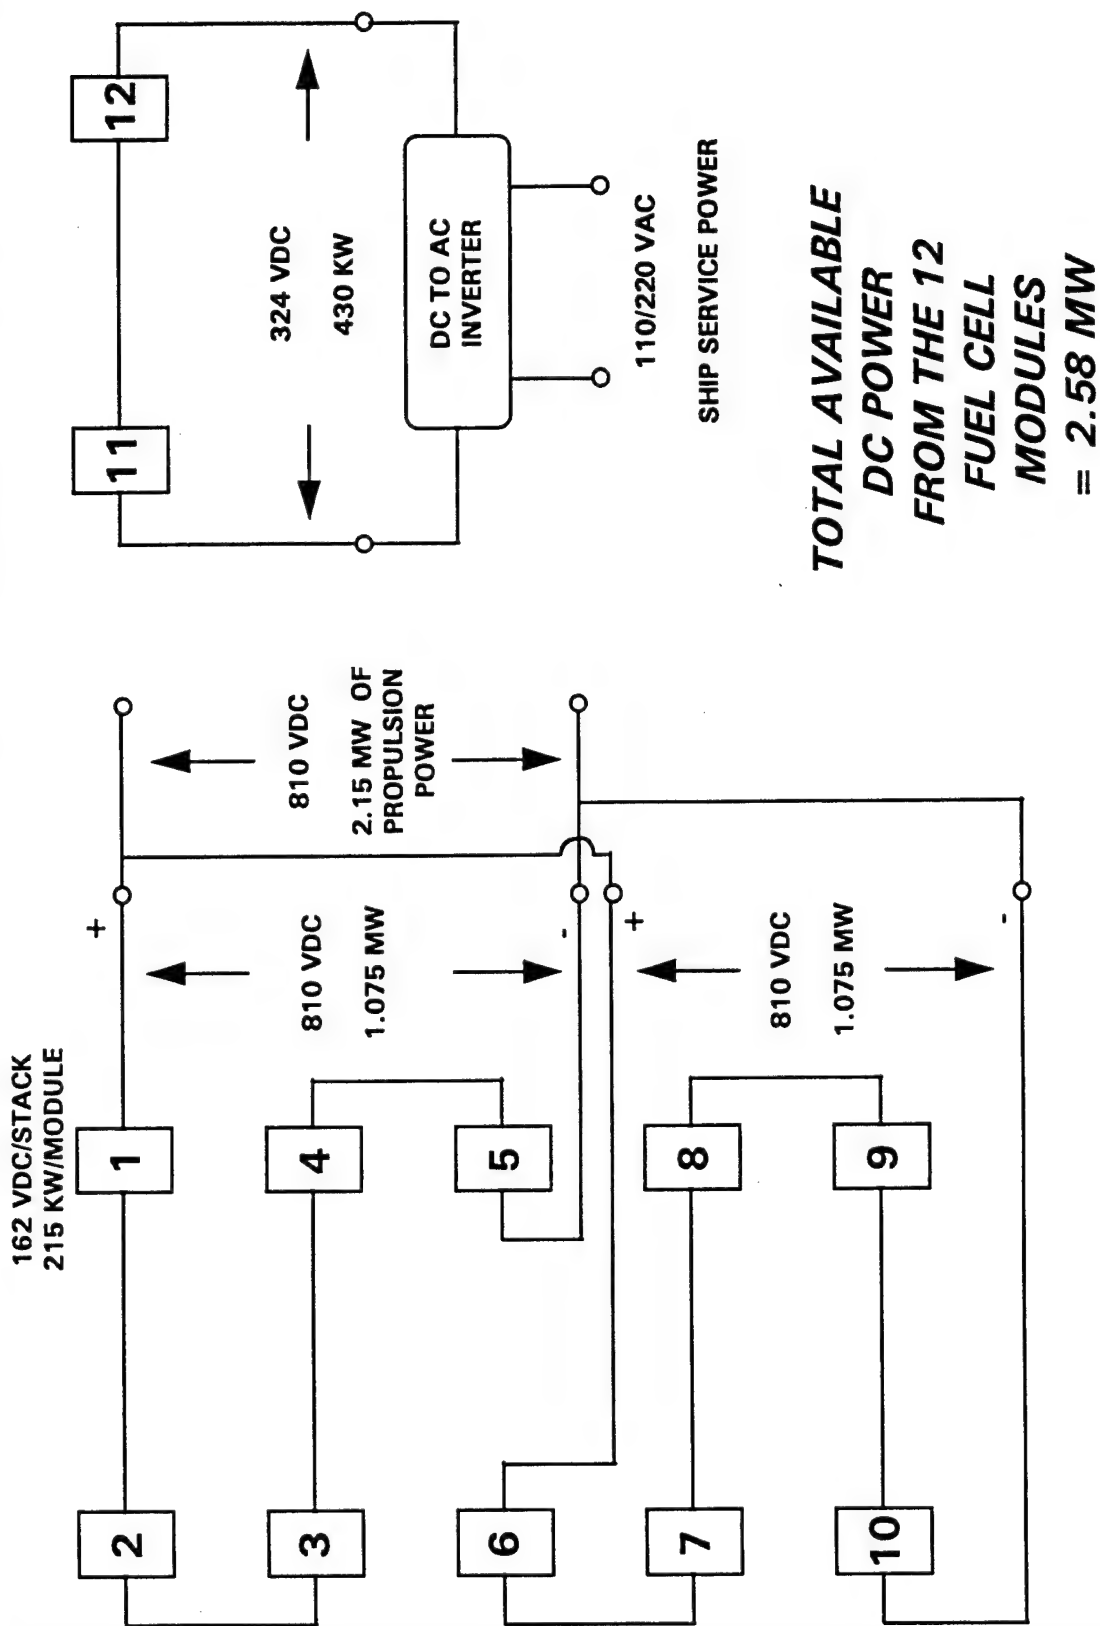 162 VDC/STACK
215 KW/MODULE
1
2
3
4
5
6
7
8
9
10
+
-
+
-
810 VDC
1.075 MW
810 VDC
1.075 MW
810 VDC
2.15 MW OF
PROPULSION
POWER
11
12
324 VDC
430 KW
DC TO AC
INVERTER
110/220 VAC
SHIP SERVICE POWER
TOTAL AVAILABLE
DC POWER
FROM THE 12
FUEL CELL
MODULES
= 2.58 MW